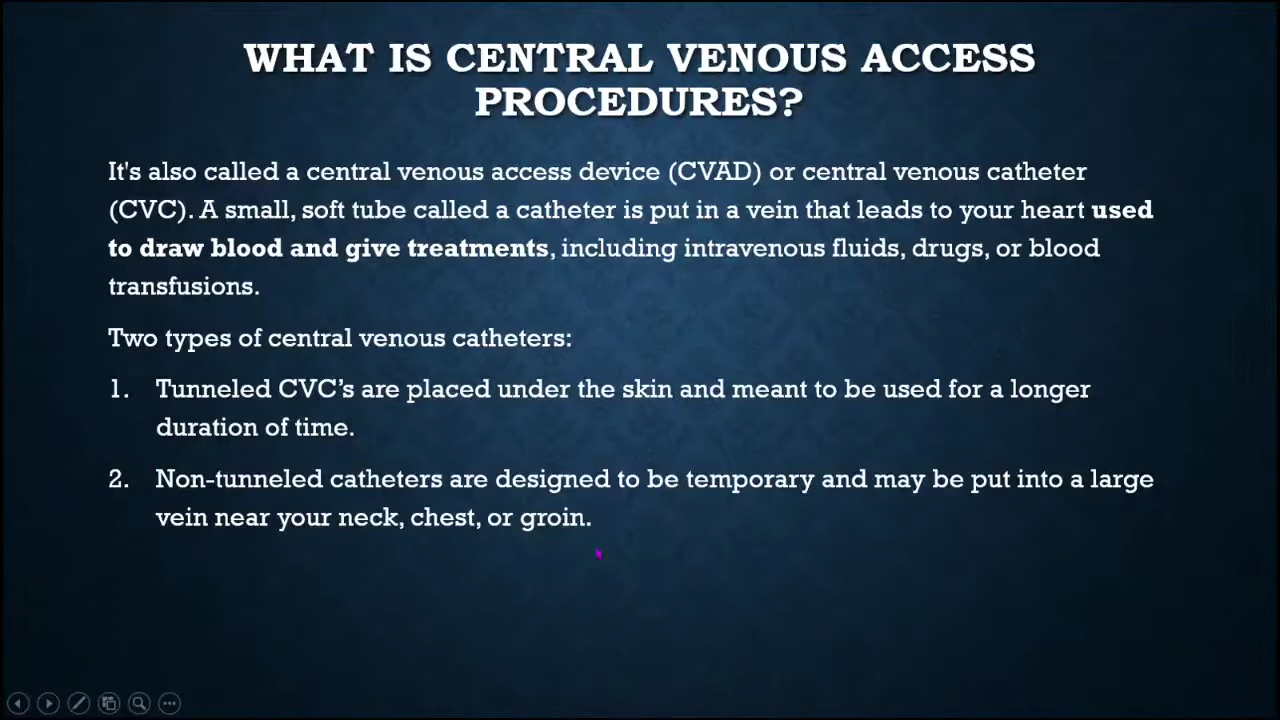 WHAT IS CENTRAL VENOUS ACCESS
PROCEDURES?
It's also called a central venous access device (CVAD) or central venous catheter
(CVC). A small, soft tube called a catheter is put in a vein that leads to your heart used
to draw blood and give treatments, including intravenous fluids, drugs, or blood
transfusions.
Two types of central venous catheters:
1. Tunneled CVC’s are placed under the skin and meant to be used for a longer
duration of time.
2. Non-tunneled catheters are designed to be temporary and may be put into a large
vein near your neck, chest, or groin.